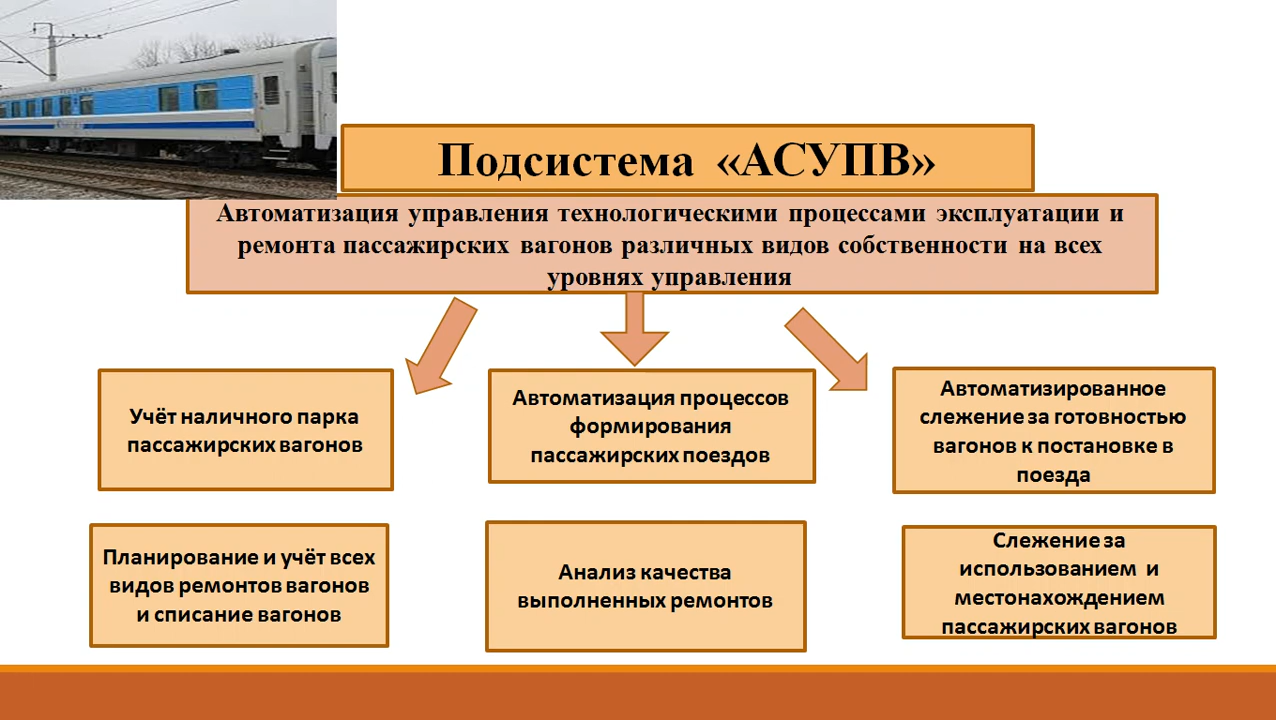 Подсистема «АСУПВ»
Автоматизация управления технологическими процессами эксплуатации и
ремонта пассажирских вагонов различных видов собственности на всех
уровнях управления
Учёт наличного парка
пассажирских вагонов
Автоматизация процессов
формирования
пассажирских поездов
Автоматизированное
слежение за готовностью
вагонов к постановке в
поезда
Планирование и учёт всех
видов ремонтов вагонов
и списание вагонов
Анализ качества
выполненных ремонтов
Слежение за
использованием и
местонахождением
пассажирских вагонов